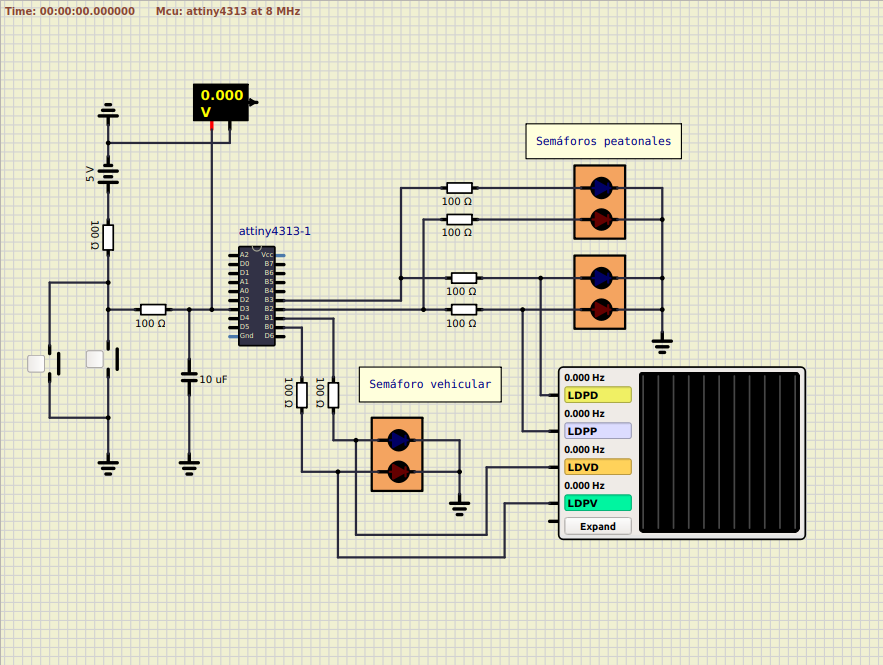 Time: 00:00:00.000000 Mcu: attiny4313 at 8 MHz
0.000
V
Semáforos peatonales
5 V
100 Ω
100 Ω
100 Ω
attiny4313-1
A2 Vcc
D0 B7
D1 B6
A1 B5
A0 B4
D2 B3
D3 B2
D4 B1
D5 B0
Gnd D6
100 Ω
100 Ω
100 Ω
10 uF
100 Ω
100 Ω
Semáforo vehicular
0.000 Hz
LDPD
0.000 Hz
LDPP
0.000 Hz
LDVD
0.000 Hz
LDPV
Expand